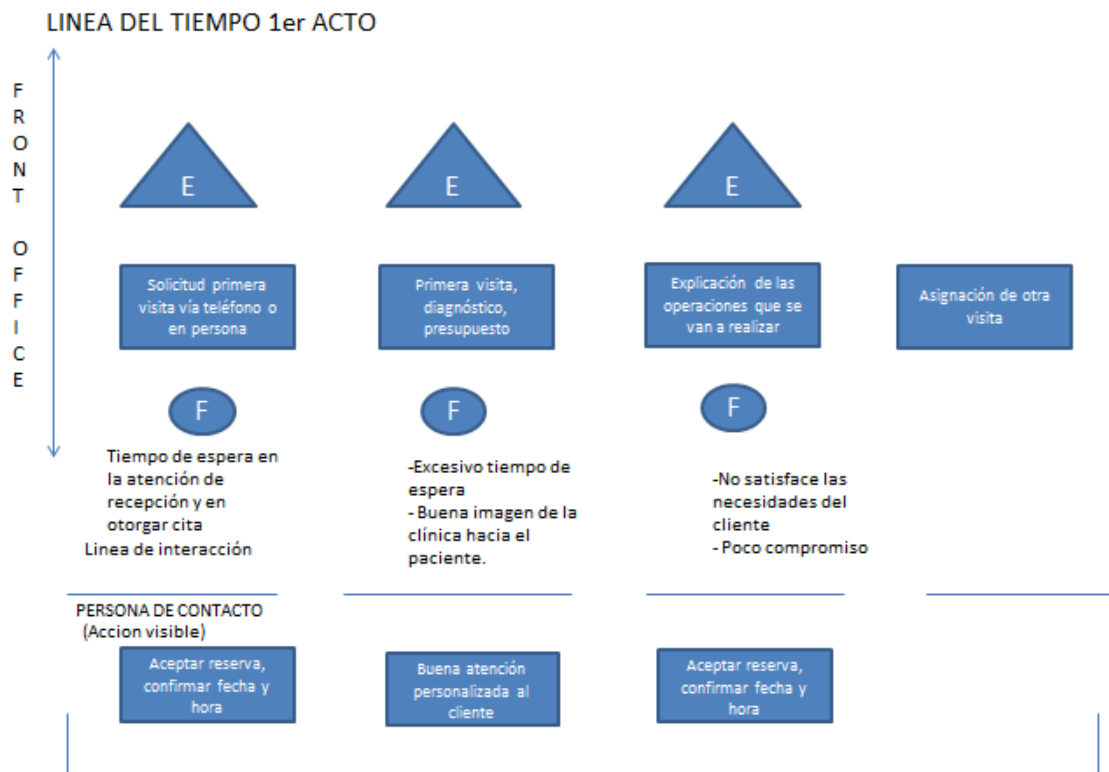 LINEA DEL TIEMPO 1er ACTO
FRONT OFFICE
E
E
E
Solicitud primera
visita vía teléfono o
en persona
Primera visita,
diagnóstico,
presupuesto
Explicación de las
operaciones que se
van a realizar
Asignación de otra
visita
F
F
F
Tiempo de espera en
la atención de
recepción y en
otorgar cita
Linea de interacción
-Excesivo tiempo de
espera
- Buena imagen de la
clínica hacia el
paciente.
-No satisface las
necesidades del
cliente
- Poco compromiso
PERSONA DE CONTACTO
(Accion visible)
Aceptar reserva,
confirmar fecha y
hora
Buena atención
personalizada al
cliente
Aceptar reserva,
confirmar fecha y
hora